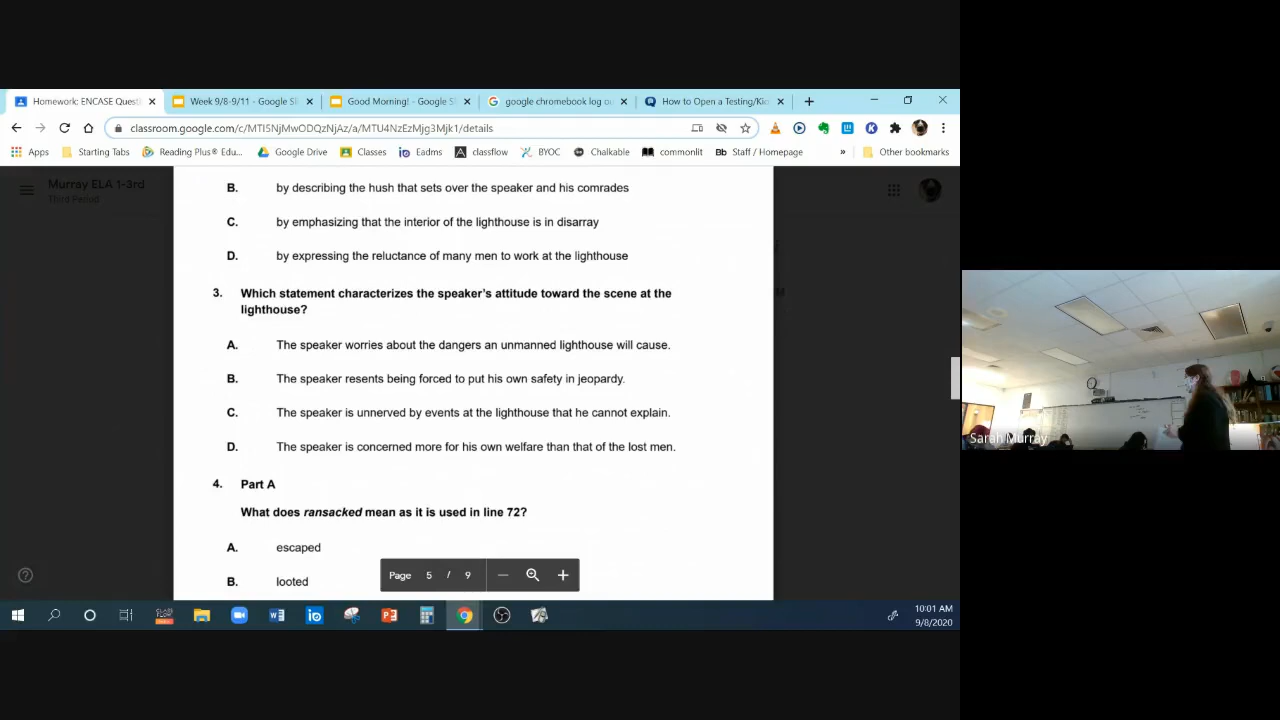 Homework: ENCASE Quest
Week 9/8-9/11 - Google Sl
Good Morning! - Google Sl
google chromebook log ou
How to Open a Testing/Kio
classroom.google.com/c/MTI5NjMwODQzNjAz/a/MTU4NzEzMjg3Mjk1/details
Apps
Starting Tabs
Reading Plus® Edu...
Google Drive
Classes
Eadms
classflow
BYOC
Chalkable
commonlit
Bb Staff / Homepage
»
Other bookmarks
Murray ELA 1-3rd
Third Period
B. by describing the hush that sets over the speaker and his comrades
C. by emphasizing that the interior of the lighthouse is in disarray
D. by expressing the reluctance of many men to work at the lighthouse
3. Which statement characterizes the speaker's attitude toward the scene at the
lighthouse?
A. The speaker worries about the dangers an unmanned lighthouse will cause.
B. The speaker resents being forced to put his own safety in jeopardy.
C. The speaker is unnerved by events at the lighthouse that he cannot explain.
D. The speaker is concerned more for his own welfare than that of the lost men.
4. Part A
What does ransacked mean as it is used in line 72?
A. escaped
B. looted
Page 5 / 9
10:01 AM
9/8/2020
Sarah Murray